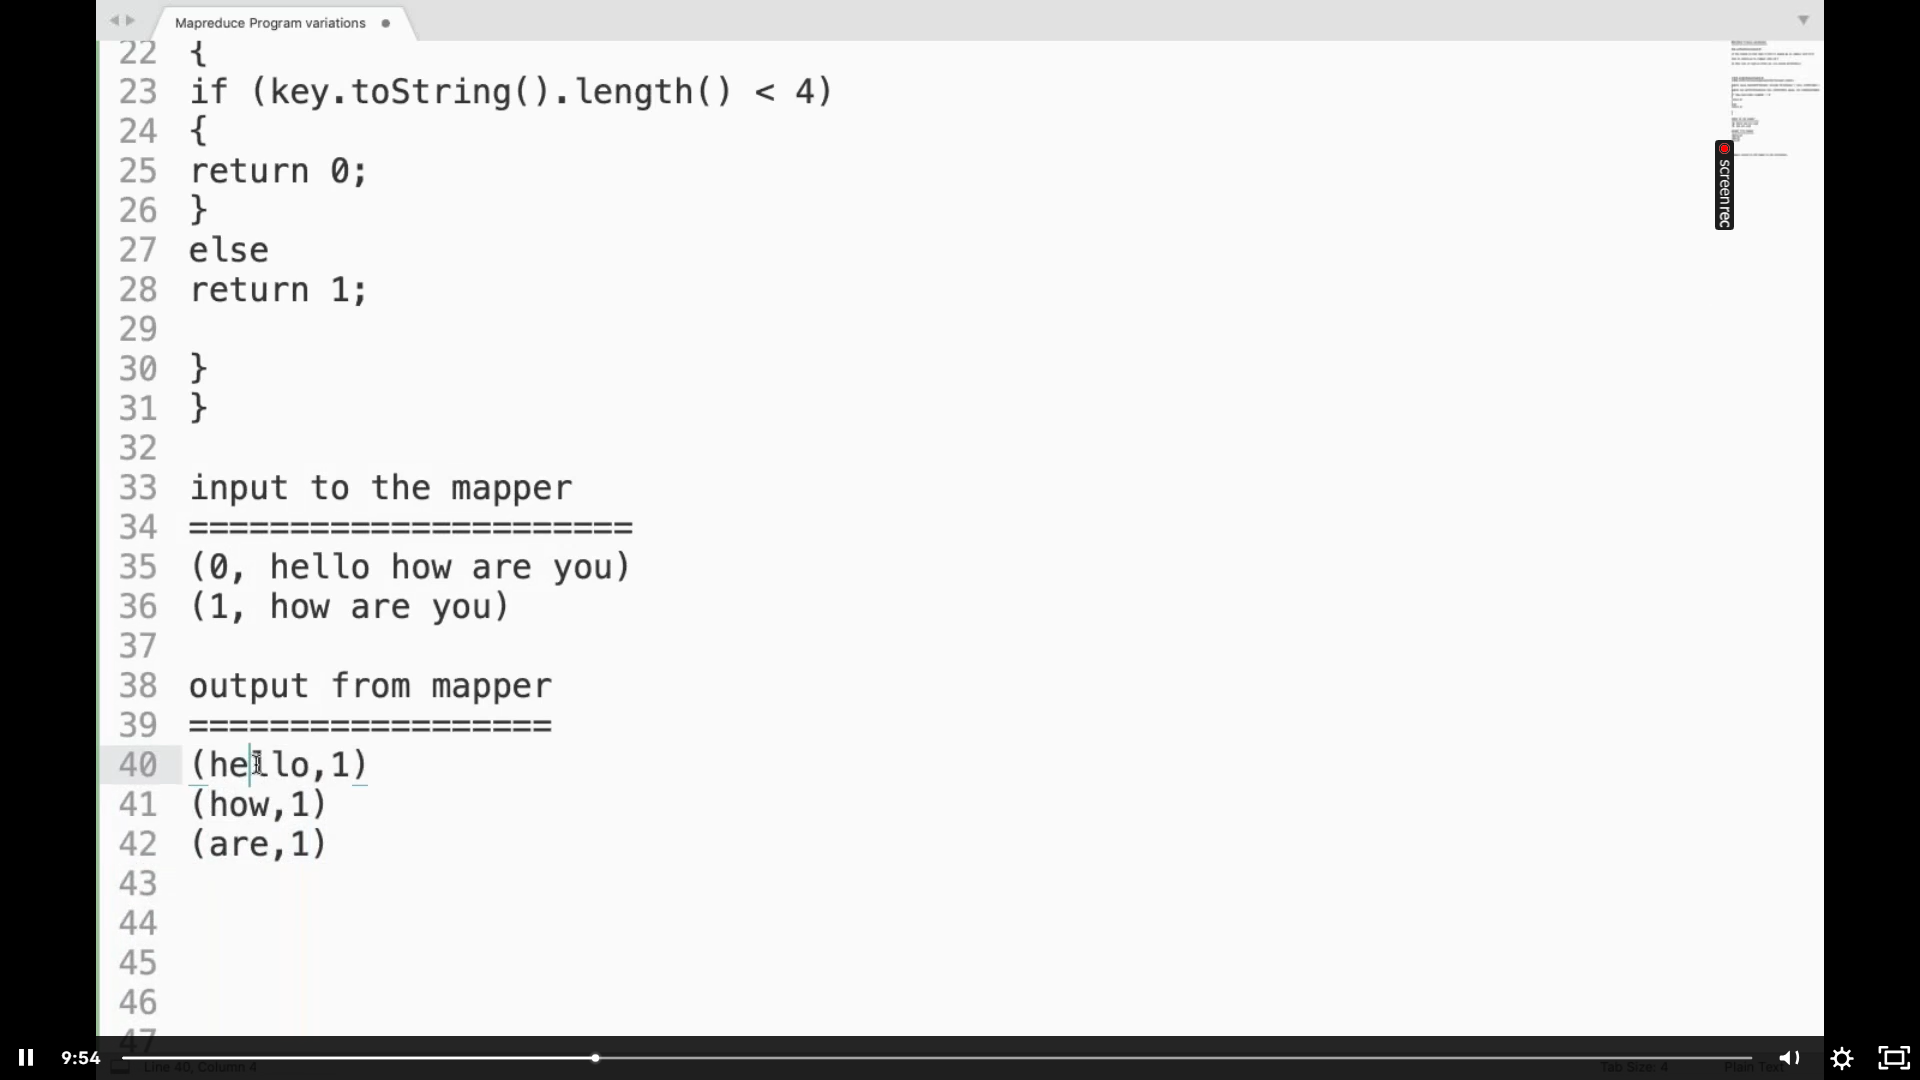 Mapreduce Program variations
22 {
23 if (key.toString().length() < 4)
24 {
25 return 0;
26 }
27 else
28 return 1;
29
30 }
31 }
32
33 input to the mapper
34 ======================
35 (0, hello how are you)
36 (1, how are you)
37
38 output from mapper
39 ==================
40 (hello,1)
41 (how,1)
42 (are,1)
43
44
45
46
47
screenrec
9:54
Line 40, Column 4
Tab Size: 4
Plain Text